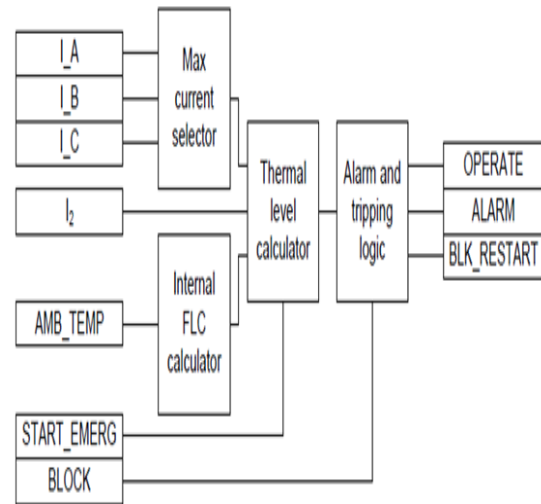 I_A
I_B
I_C
I₂
AMB_TEMP
START_EMERG
BLOCK
Max
current
selector
Internal
FLC
calculator
Thermal
level
calculator
Alarm and
tripping
logic
OPERATE
ALARM
BLK_RESTART